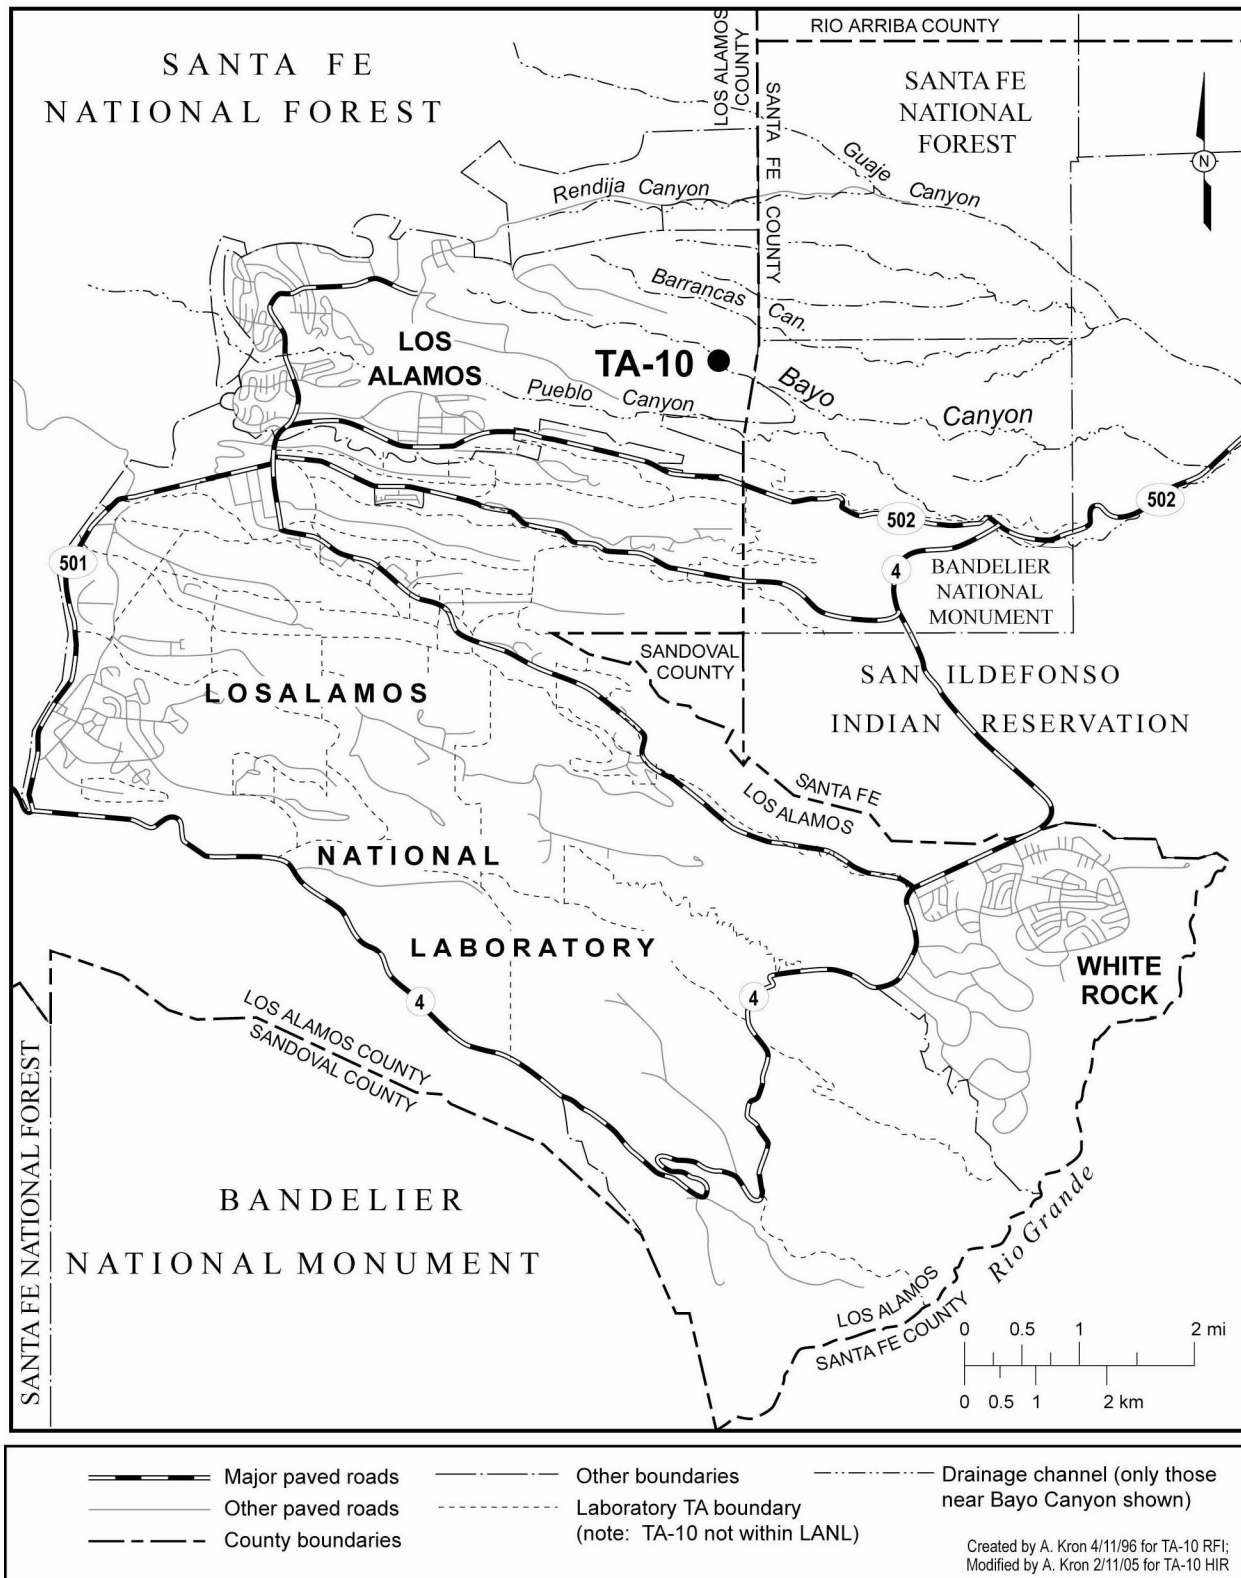 RIO ARRIBA COUNTY
LOS ALAMOS
COUNTY
SANTA FE COUNTY
SANTA FE
NATIONAL FOREST
SANTA FE
NATIONAL
FOREST
N
Guaje Canyon
Rendija Canyon
Barrancas Can.
LOS
ALAMOS
TA-10
Bayo Canyon
Pueblo Canyon
502
502
501
4
BANDELIER
NATIONAL
MONUMENT
SANDOVAL
COUNTY
SAN ILDEFONSO
INDIAN RESERVATION
LOSALAMOS
SANTA FE
LOS ALAMOS
NATIONAL
LABORATORY
WHITE
ROCK
4
4
LOS ALAMOS COUNTY
SANDOVAL COUNTY
SANTA FE NATIONAL FOREST
BANDELIER
NATIONAL MONUMENT
Rio Grande
LOS ALAMOS
SANTA FE COUNTY
0 0.5 1 2 mi
0 0.5 1 2 km
Major paved roads
Other paved roads
County boundaries
Other boundaries
Laboratory TA boundary
(note: TA-10 not within LANL)
Drainage channel (only those
near Bayo Canyon shown)
Created by A. Kron 4/11/96 for TA-10 RFI;
Modified by A. Kron 2/11/05 for TA-10 HIR